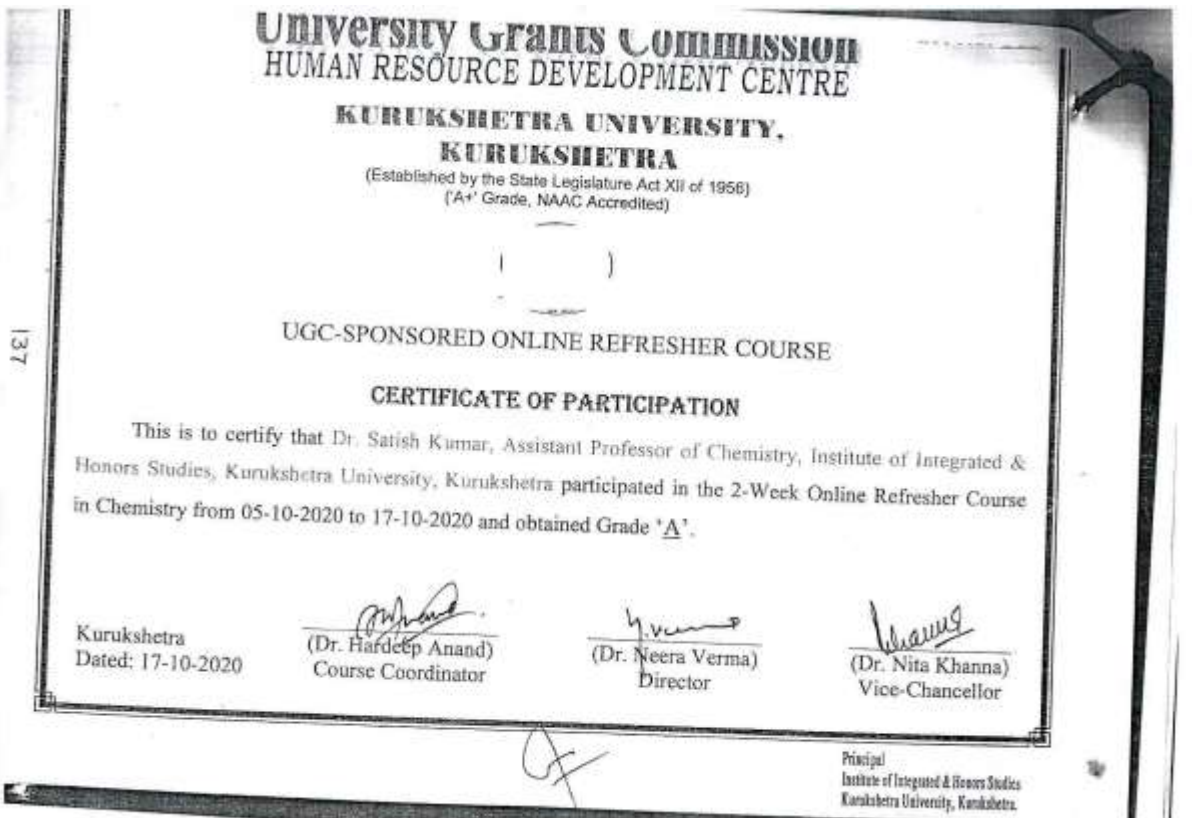 University Grants Commission
HUMAN RESOURCE DEVELOPMENT CENTRE
KURUKSHETRA UNIVERSITY,
KURUKSHETRA
(Established by the State Legislature Act XII of 1956)
('A+' Grade, NAAC Accredited)
UGC-SPONSORED ONLINE REFRESHER COURSE
CERTIFICATE OF PARTICIPATION
This is to certify that Dr. Satish Kumar, Assistant Professor of Chemistry, Institute of Integrated &
Honors Studies, Kurukshetra University, Kurukshetra participated in the 2-Week Online Refresher Course
in Chemistry from 05-10-2020 to 17-10-2020 and obtained Grade 'A'.
Kurukshetra
Dated: 17-10-2020
(Dr. Hardeep Anand)
Course Coordinator
(Dr. Neera Verma)
Director
(Dr. Nita Khanna)
Vice-Chancellor
Principal
Institute of Integrated & Honors Studies
Kurukshetra University, Kurukshetra.
137